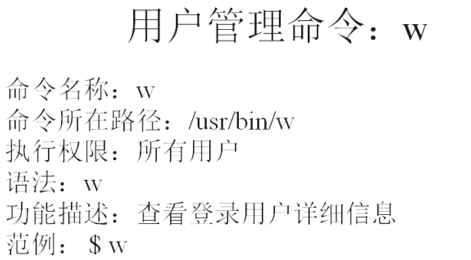 用户管理命令：w
命令名称：w
命令所在路径：/usr/bin/w
执行权限：所有用户
语法：w
功能描述：查看登录用户详细信息
范例： $ w